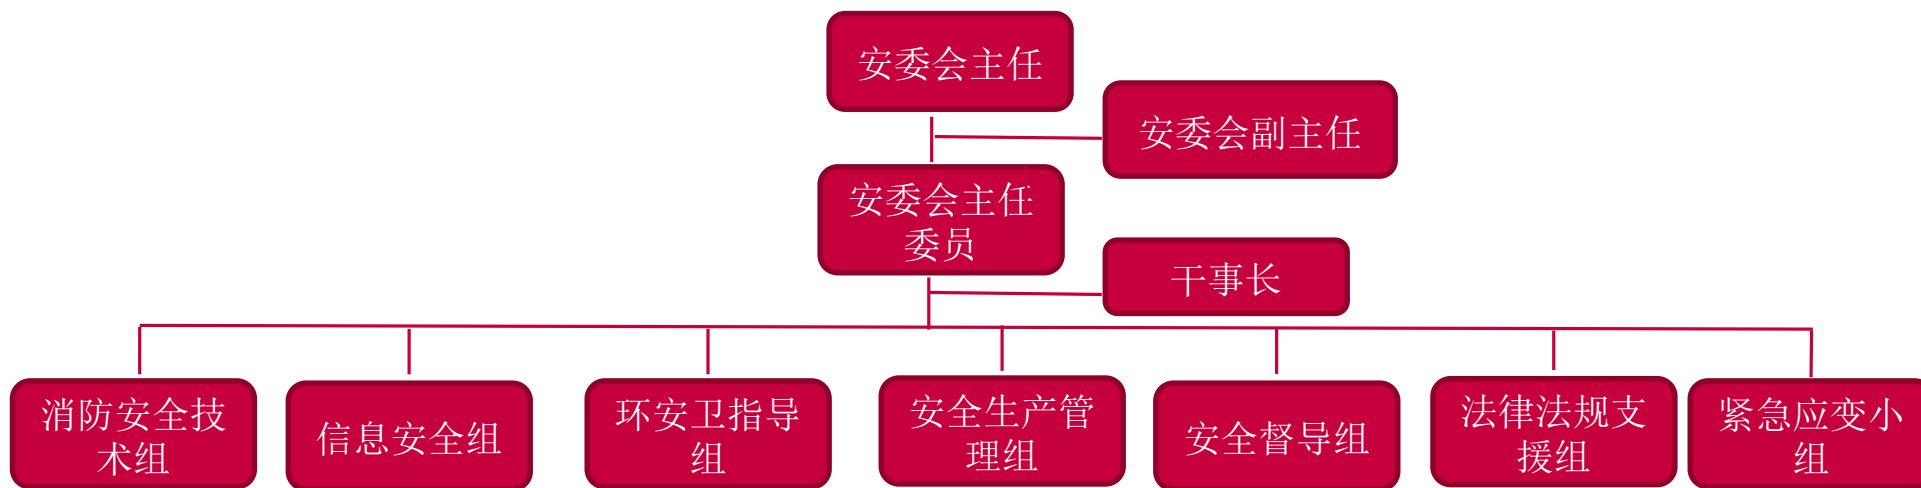 安委会主任
安委会副主任
安委会主任
委员
干事长
消防安全技
术组
信息安全组
环安卫指导
组
安全生产管
理组
安全督导组
法律法规支
援组
紧急应变小
组